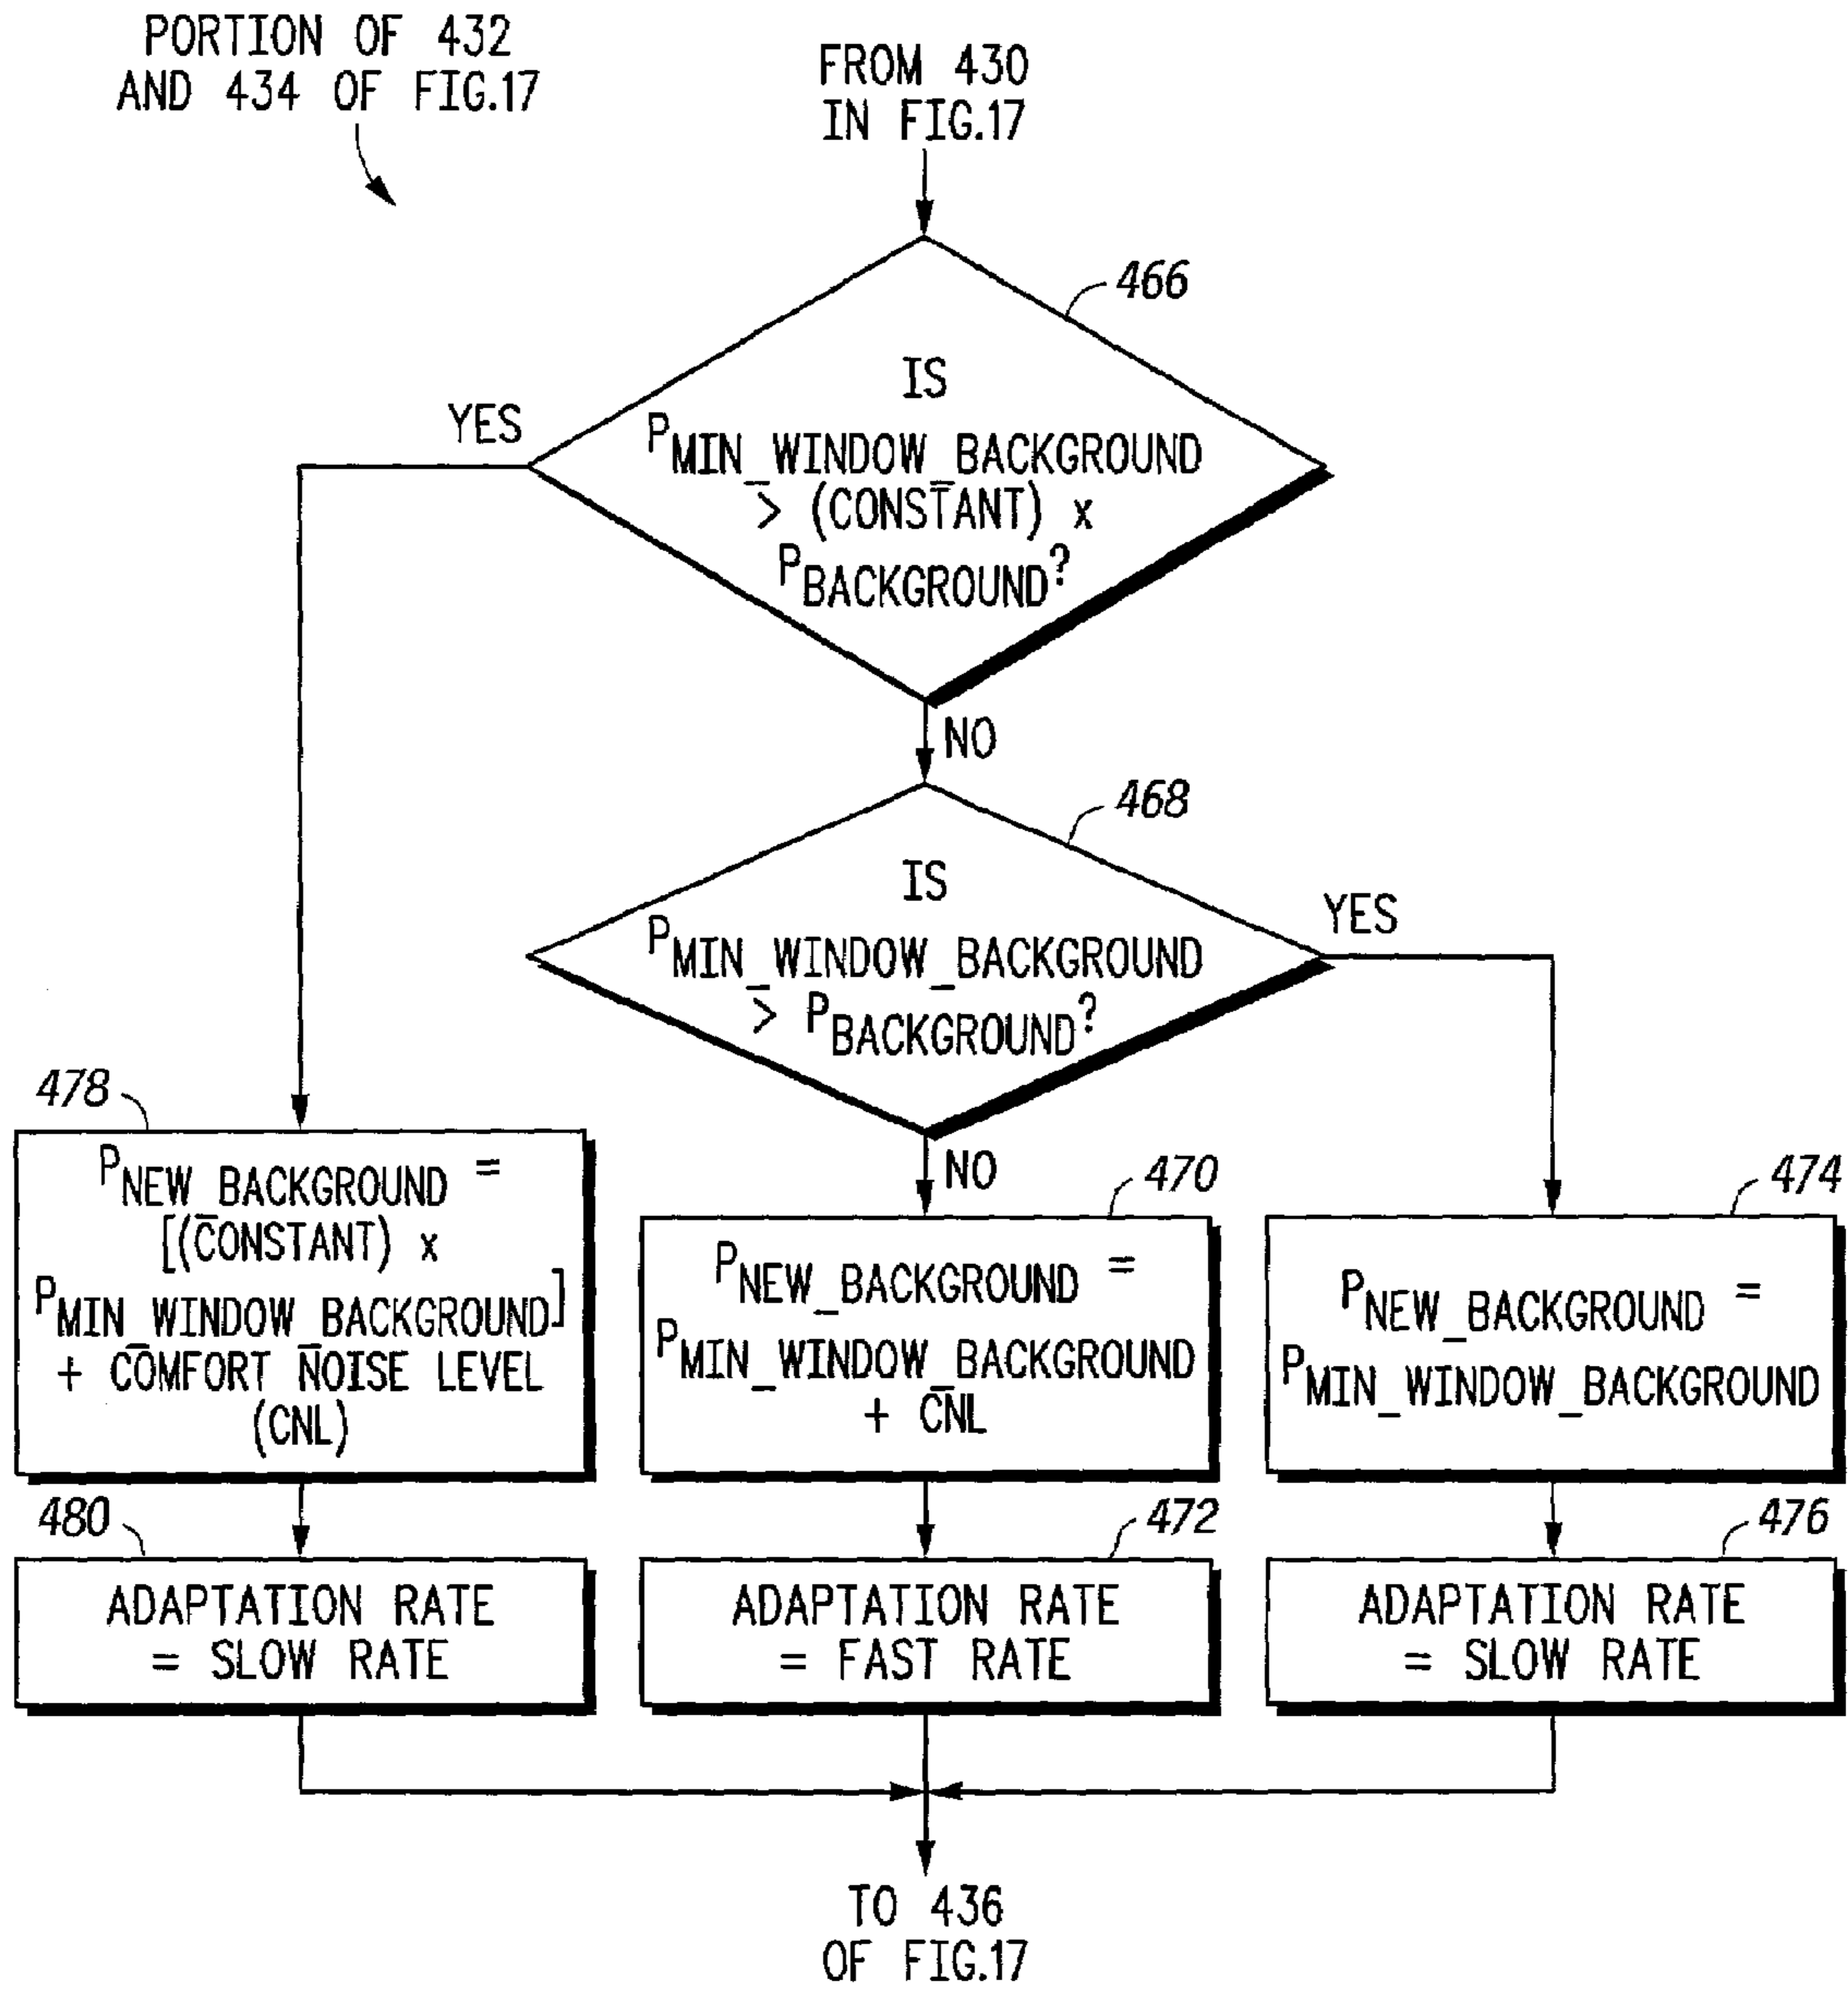 PORTION OF 432
AND 434 OF FIG.17
FROM 430
IN FIG.17
466
IS
PMIN_WINDOW_BACKGROUND
> (CONSTANT) x
PBACKGROUND?
YES
NO
468
IS
PMIN_WINDOW_BACKGROUND
> PBACKGROUND?
YES
NO
478
PNEW_BACKGROUND =
[(CONSTANT) x
PMIN_WINDOW_BACKGROUND]
+ COMFORT NOISE LEVEL
(CNL)
470
PNEW_BACKGROUND =
PMIN_WINDOW_BACKGROUND
+ CNL
474
PNEW_BACKGROUND =
PMIN_WINDOW_BACKGROUND
480
ADAPTATION RATE
= SLOW RATE
472
ADAPTATION RATE
= FAST RATE
476
ADAPTATION RATE
= SLOW RATE
TO 436
OF FIG.17